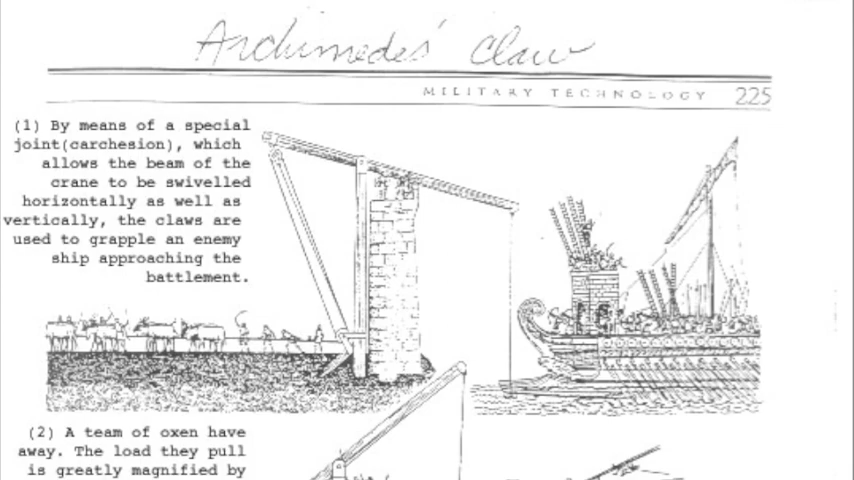 Archimedes' Claw
MILITARY TECHNOLOGY 225
(1) By means of a special
joint(carchesion), which
allows the beam of the
crane to be swivelled
horizontally as well as
vertically, the claws are
used to grapple an enemy
ship approaching the
battlement.
(2) A team of oxen have
away. The load they pull
is greatly magnified by